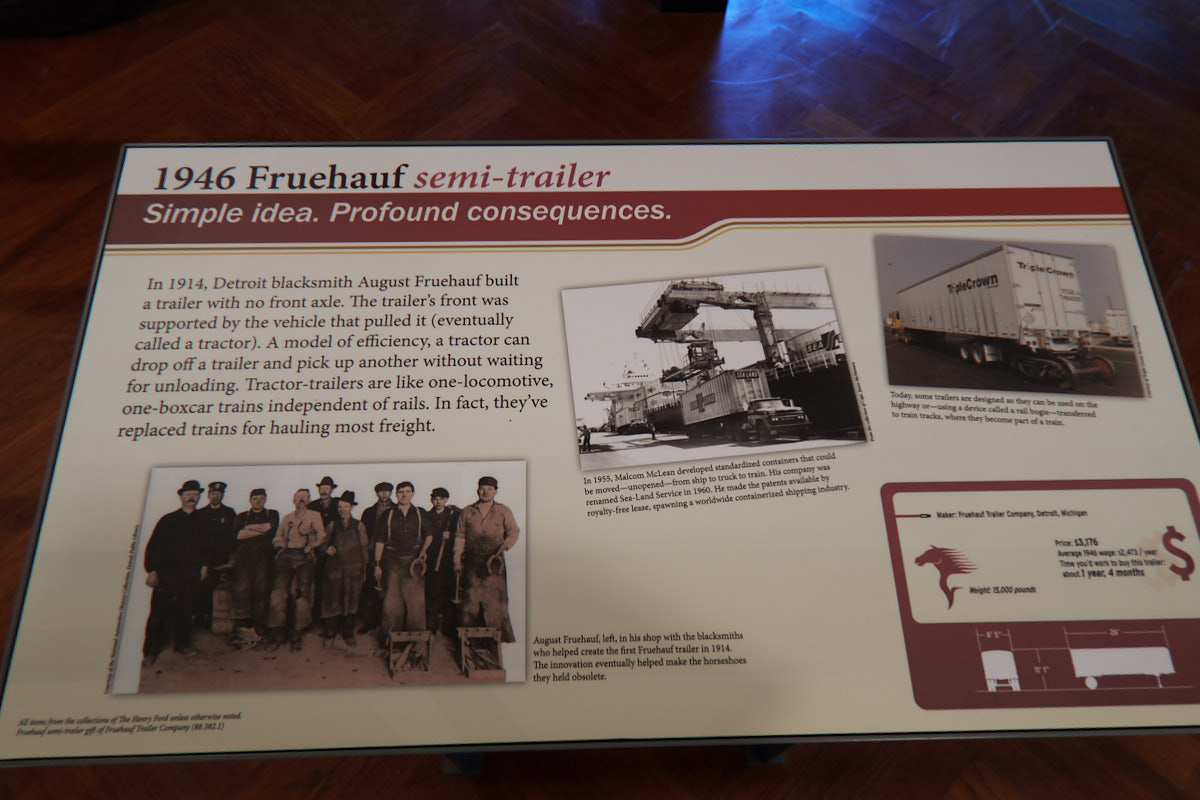 1946 Fruehauf semi-trailer
Simple idea. Profound consequences.
In 1914, Detroit blacksmith August Fruehauf built
a trailer with no front axle. The trailer's front was
supported by the vehicle that pulled it (eventually
called a tractor). A model of efficiency, a tractor can
drop off a trailer and pick up another without waiting
for unloading. Tractor-trailers are like one-locomotive,
one-boxcar trains independent of rails. In fact, they've
replaced trains for hauling most freight.
SEA
SEA-LAND
In 1955, Malcom McLean developed standardized containers that could
be moved—unopened—from ship to truck to train. His company was
renamed Sea-Land Service in 1960. He made the patents available by
royalty-free lease, spawning a worldwide containerized shipping industry.
TripleCrown
TripleCrown
Today, some trailers are designed so they can be used on the
highway or—using a device called a rail bogie—transferred
to train tracks, where they become part of a train.
August Fruehauf, left, in his shop with the blacksmiths
who helped create the first Fruehauf trailer in 1914.
The innovation eventually helped make the horseshoes
they held obsolete.
Maker: Fruehauf Trailer Company, Detroit, Michigan
Price: $3,176
Average 1946 wage: $2,473 / year
Time you'd work to buy this trailer:
about 1 year, 4 months
$
Weight: 15,000 pounds
8' 5"
11' 1"
26'
All items from the collections of The Henry Ford unless otherwise noted.
Fruehauf semi-trailer gift of Fruehauf Trailer Company (88.382.1)